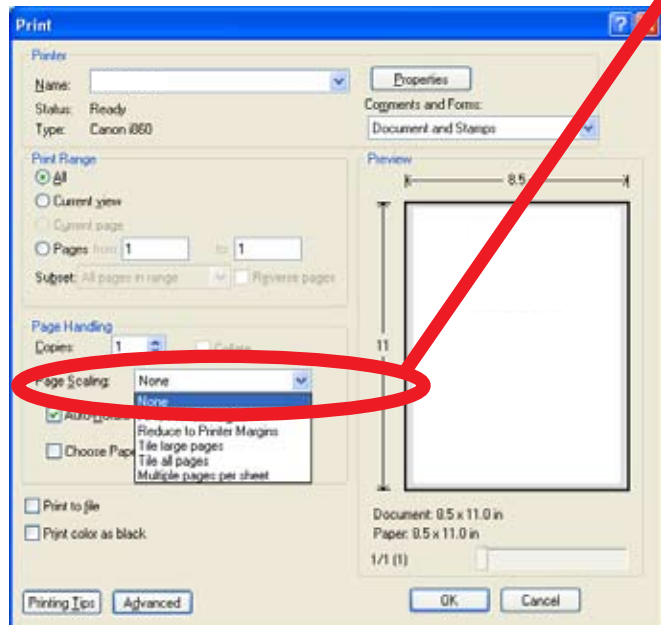 Print
Printer
Name:
Properties
Status: Ready
Comments and Forms:
Type: Canon i860
Document and Stamps
Print Range
All
Current view
Current page
Pages from 1 to 1
Subset: All pages in range
Reverse pages
Preview
8.5
11
Page Handling
Copies: 1
Collate
Page Scaling: None
None
Reduce to Printer Margins
Tile large pages
Tile all pages
Multiple pages per sheet
Choose
Print to file
Print color as black
Document: 8.5 x 11.0 in
Paper: 8.5 x 11.0 in
1/1 (1)
Printing Tips
Advanced
OK
Cancel